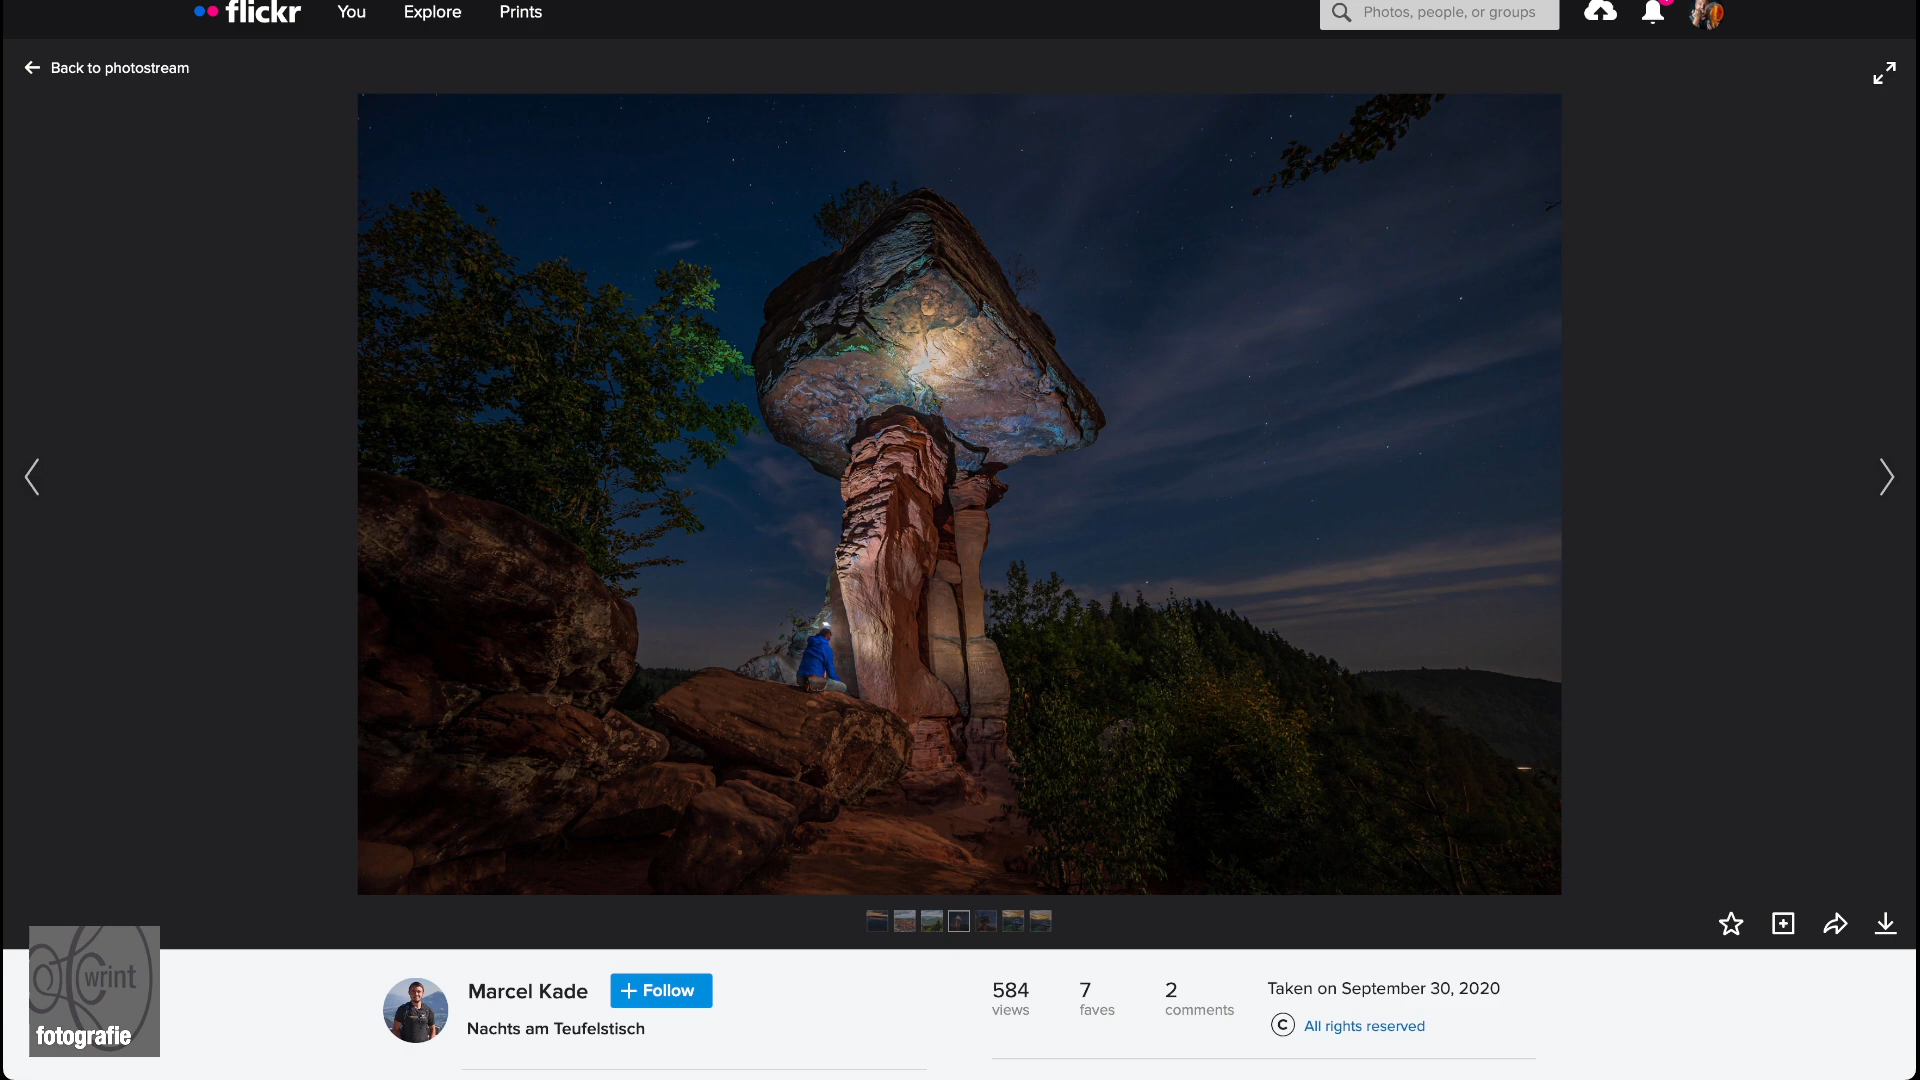 flickr
You
Explore
Prints
Photos, people, or groups
Back to photostream
wrint
fotografie
Marcel Kade
Follow
Nachts am Teufelstisch
584
views
7
faves
2
comments
Taken on September 30, 2020
All rights reserved